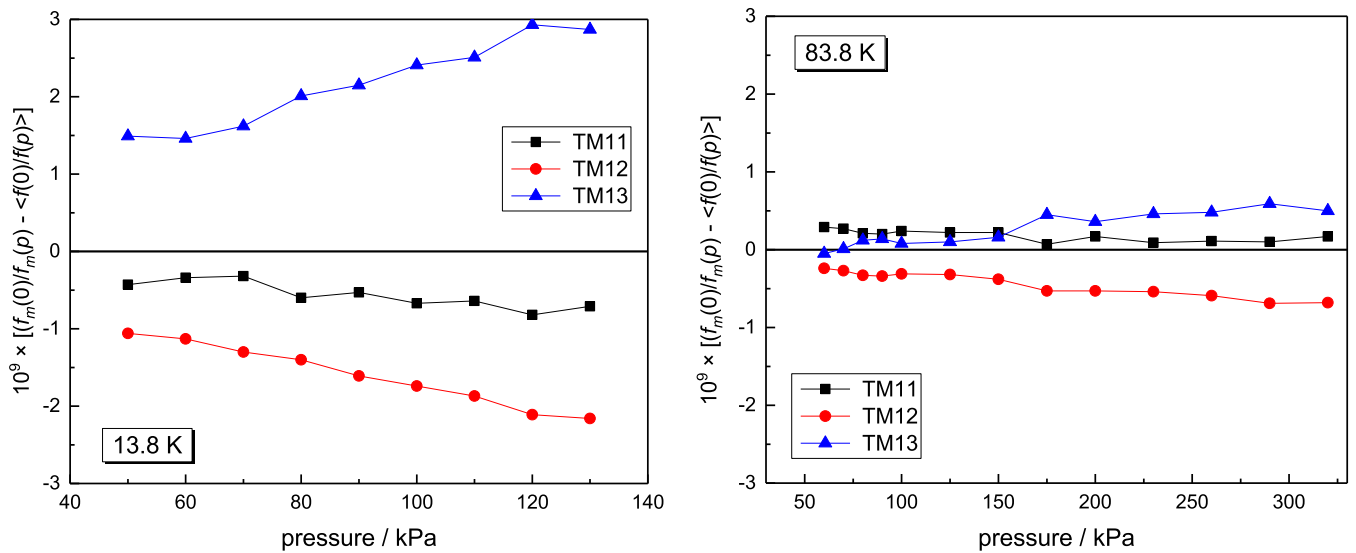 3
2
1
0
-1
-2
-3
40
60
80
100
120
140
pressure / kPa
10⁹ × [(fₘ(0)/fₘ(p) - <f(0)/f(p)>]
TM11
TM12
TM13
13.8 K
3
2
1
0
-1
-2
-3
50
100
150
200
250
300
pressure / kPa
10⁹ × [(fₘ(0)/fₘ(p) - <f(0)/f(p)>]
83.8 K
TM11
TM12
TM13